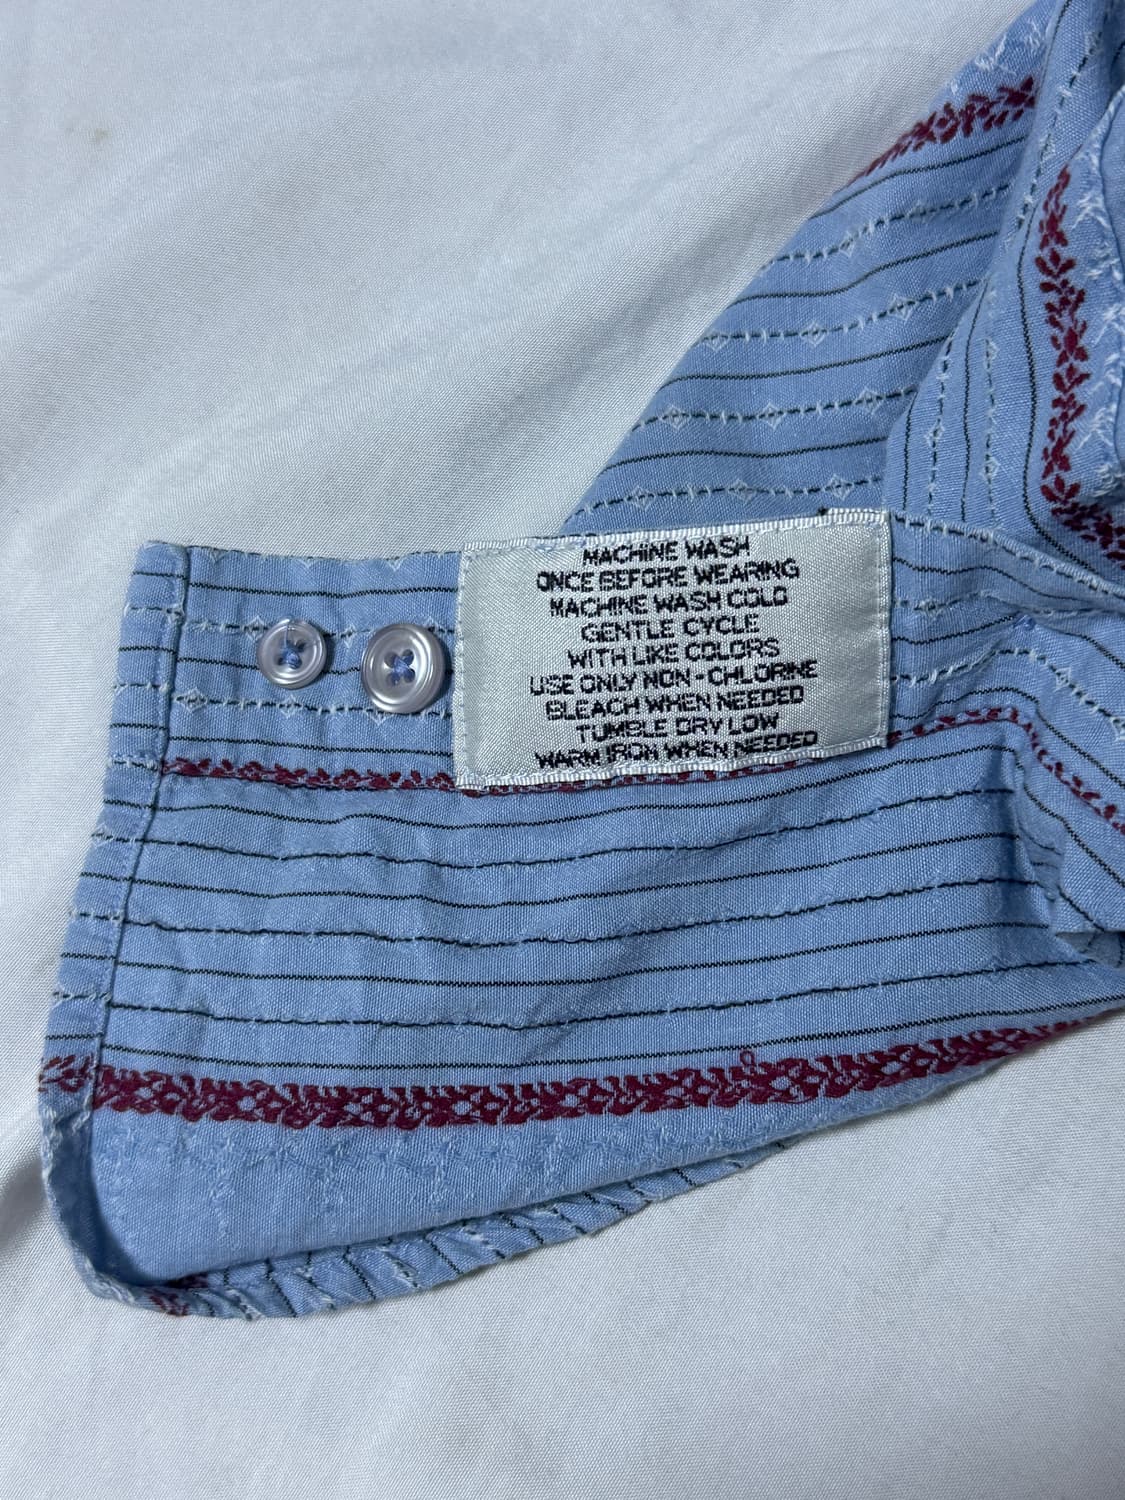 MACHINE WASH
ONCE BEFORE WEARING
MACHINE WASH COLD
GENTLE CYCLE
WITH LIKE COLORS
USE ONLY NON-CHLORINE
BLEACH WHEN NEEDED
TUMBLE DRY LOW
WARM IRON WHEN NEEDED